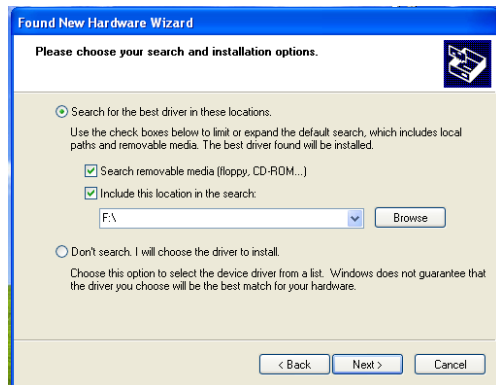 Found New Hardware Wizard
Please choose your search and installation options.
Search for the best driver in these locations.
Use the check boxes below to limit or expand the default search, which includes local
paths and removable media. The best driver found will be installed.
Search removable media (floppy, CD-ROM...)
Include this location in the search:
F:\
Browse
Don't search. I will choose the driver to install.
Choose this option to select the device driver from a list. Windows does not guarantee that
the driver you choose will be the best match for your hardware.
< Back
Next >
Cancel